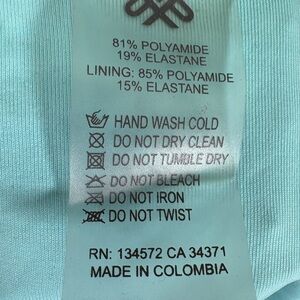 81% POLYAMIDE
19% ELASTANE
LINING: 85% POLYAMIDE
15% ELASTANE
HAND WASH COLD
DO NOT DRY CLEAN
DO NOT TUMBLE DRY
DO NOT BLEACH
DO NOT IRON
DO NOT TWIST
RN: 134572 CA 34371
MADE IN COLOMBIA